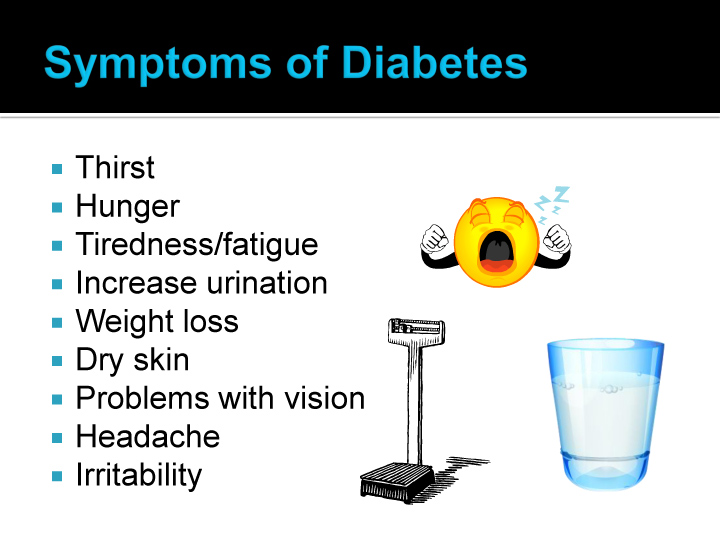 Symptoms of Diabetes
Thirst
Hunger
Tiredness/fatigue
Increase urination
Weight loss
Dry skin
Problems with vision
Headache
Irritability
z z z z